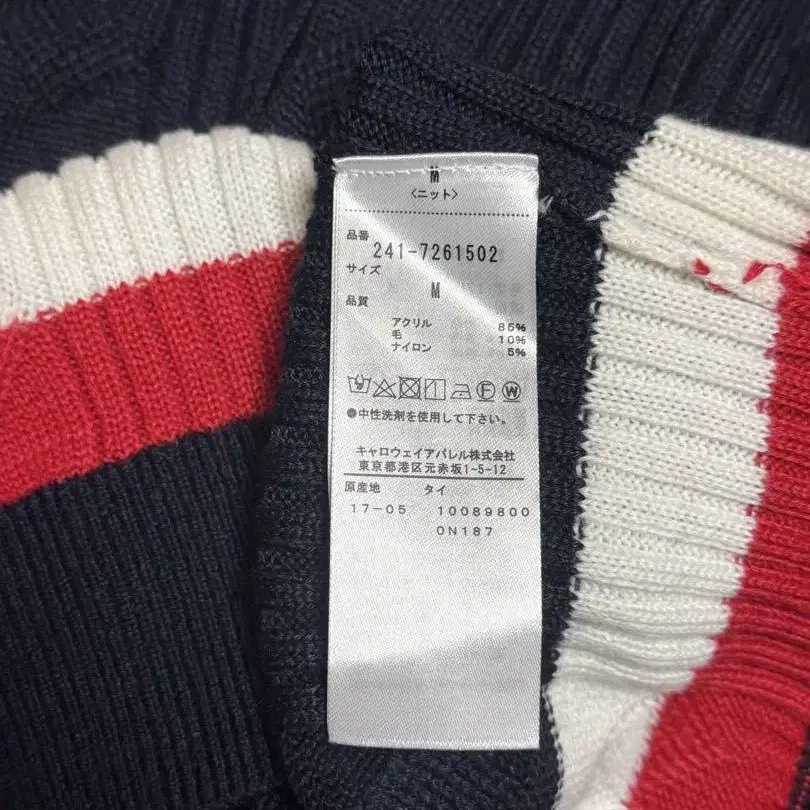 M
〈ニット〉
品番
241-7261502
サイズ
M
品質
アクリル 85%
毛 10%
ナイロン 5%
●中性洗剤を使用して下さい。
キャロウェイアパレル株式会社
東京都港区元赤坂1-5-12
原産地 タイ
17-05 10089800
0N187